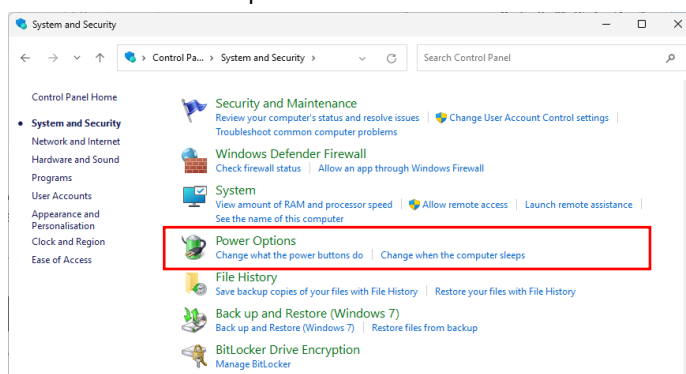 System and Security
Control Pa... > System and Security >
Search Control Panel
Control Panel Home
System and Security
Network and Internet
Hardware and Sound
Programs
User Accounts
Appearance and
Personalisation
Clock and Region
Ease of Access
Security and Maintenance
Review your computer's status and resolve issues
Change User Account Control settings
Troubleshoot common computer problems
Windows Defender Firewall
Check firewall status
Allow an app through Windows Firewall
System
View amount of RAM and processor speed
Allow remote access
Launch remote assistance
See the name of this computer
Power Options
Change what the power buttons do
Change when the computer sleeps
File History
Save backup copies of your files with File History
Restore your files with File History
Back up and Restore (Windows 7)
Back up and Restore (Windows 7)
Restore files from backup
BitLocker Drive Encryption
Manage BitLocker